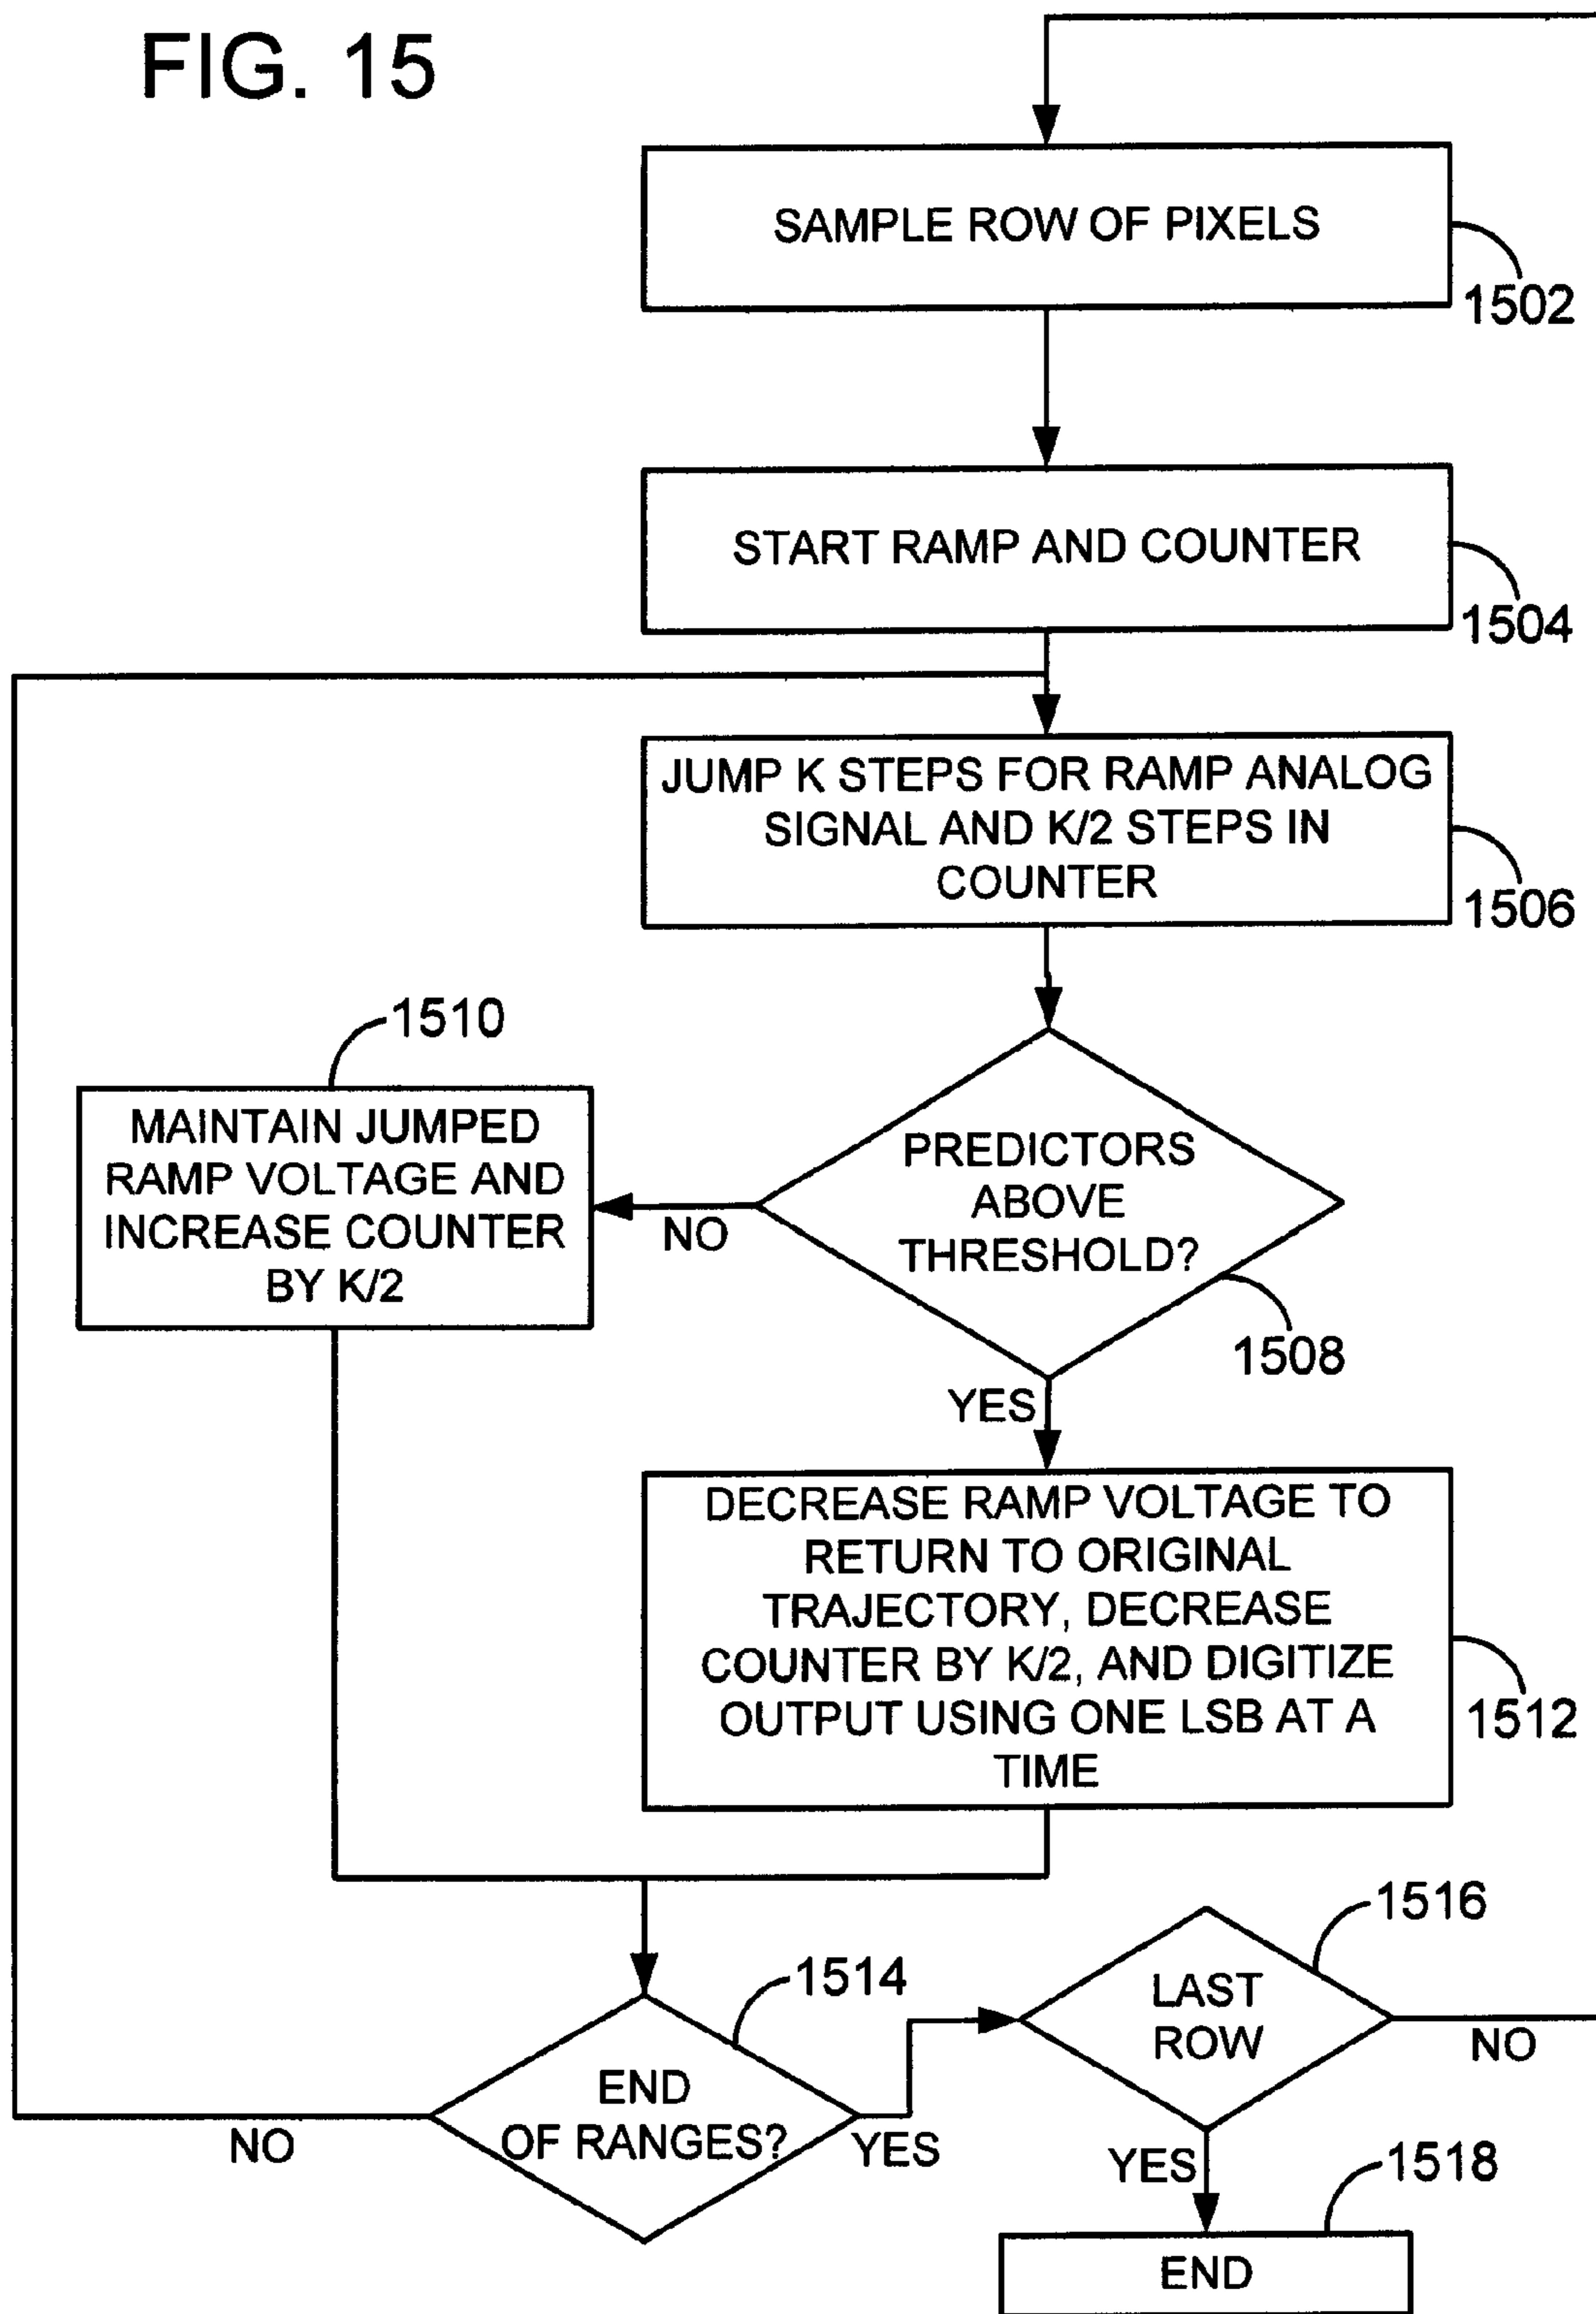 FIG. 15
SAMPLE ROW OF PIXELS
1502
START RAMP AND COUNTER
1504
JUMP K STEPS FOR RAMP ANALOG
SIGNAL AND K/2 STEPS IN
COUNTER
1506
1510
MAINTAIN JUMPED
RAMP VOLTAGE AND
INCREASE COUNTER
BY K/2
NO
PREDICTORS
ABOVE
THRESHOLD?
1508
YES
DECREASE RAMP VOLTAGE TO
RETURN TO ORIGINAL
TRAJECTORY, DECREASE
COUNTER BY K/2, AND DIGITIZE
OUTPUT USING ONE LSB AT A
TIME
1512
1514
END
OF RANGES?
NO
YES
1516
LAST
ROW
NO
YES
1518
END